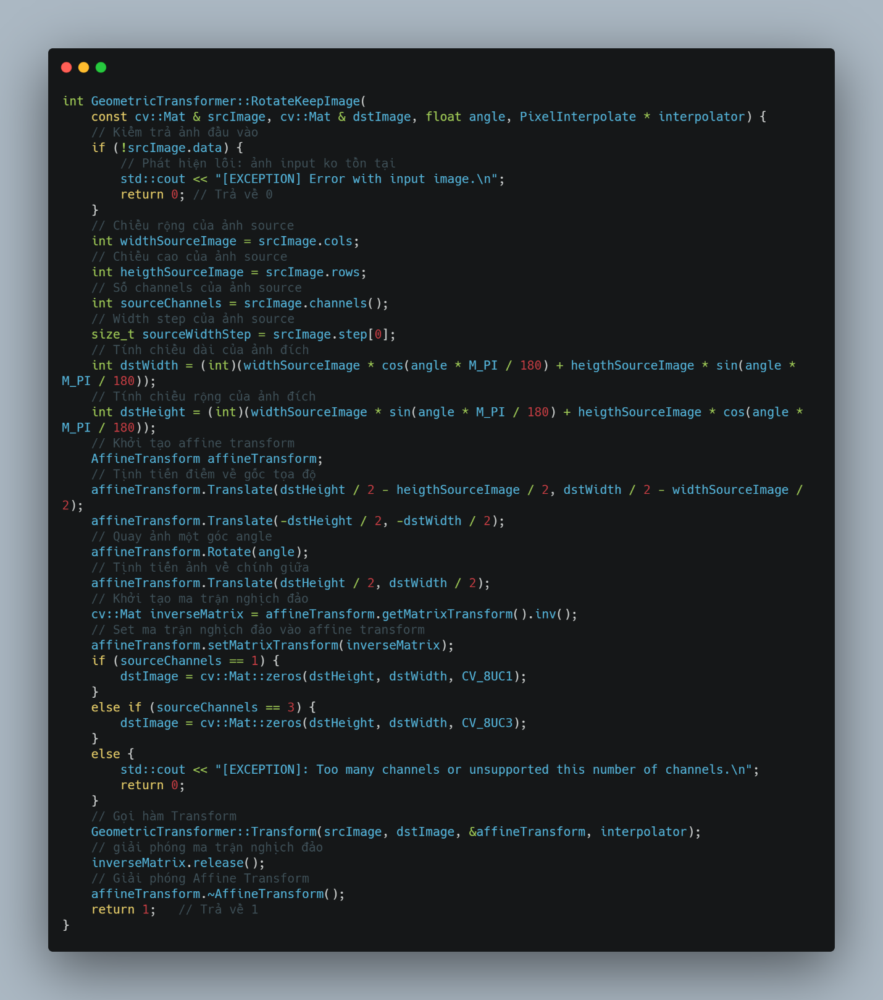 int GeometricTransformer::RotateKeepImage(
    const cv::Mat & srcImage, cv::Mat & dstImage, float angle, PixelInterpolate * interpolator) {
    // Kiểm trả ảnh đầu vào
    if (!srcImage.data) {
        // Phát hiện lỗi: ảnh input ko tồn tại
        std::cout << "[EXCEPTION] Error with input image.\n";
        return 0; // Trả về 0
    }
    // Chiều rộng của ảnh source
    int widthSourceImage = srcImage.cols;
    // Chiều cao của ảnh source
    int heigthSourceImage = srcImage.rows;
    // Số channels của ảnh source
    int sourceChannels = srcImage.channels();
    // Width step của ảnh source
    size_t sourceWidthStep = srcImage.step[0];
    // Tính chiều dài của ảnh đích
    int dstWidth = (int)(widthSourceImage * cos(angle * M_PI / 180) + heigthSourceImage * sin(angle *
M_PI / 180));
    // Tính chiều rộng của ảnh đích
    int dstHeight = (int)(widthSourceImage * sin(angle * M_PI / 180) + heigthSourceImage * cos(angle *
M_PI / 180));
    // Khởi tạo affine transform
    AffineTransform affineTransform;
    // Tịnh tiến điểm về gốc tọa độ
    affineTransform.Translate(dstHeight / 2 - heigthSourceImage / 2, dstWidth / 2 - widthSourceImage /
2);
    affineTransform.Translate(-dstHeight / 2, -dstWidth / 2);
    // Quay ảnh một góc angle
    affineTransform.Rotate(angle);
    // Tịnh tiến ảnh về chính giữa
    affineTransform.Translate(dstHeight / 2, dstWidth / 2);
    // Khởi tạo ma trận nghịch đảo
    cv::Mat inverseMatrix = affineTransform.getMatrixTransform().inv();
    // Set ma trận nghịch đảo vào affine transform
    affineTransform.setMatrixTransform(inverseMatrix);
    if (sourceChannels == 1) {
        dstImage = cv::Mat::zeros(dstHeight, dstWidth, CV_8UC1);
    }
    else if (sourceChannels == 3) {
        dstImage = cv::Mat::zeros(dstHeight, dstWidth, CV_8UC3);
    }
    else {
        std::cout << "[EXCEPTION]: Too many channels or unsupported this number of channels.\n";
        return 0;
    }
    // Gọi hàm Transform
    GeometricTransformer::Transform(srcImage, dstImage, &affineTransform, interpolator);
    // giải phóng ma trận nghịch đảo
    inverseMatrix.release();
    // Giải phóng Affine Transform
    affineTransform.~AffineTransform();
    return 1;   // Trả về 1
}